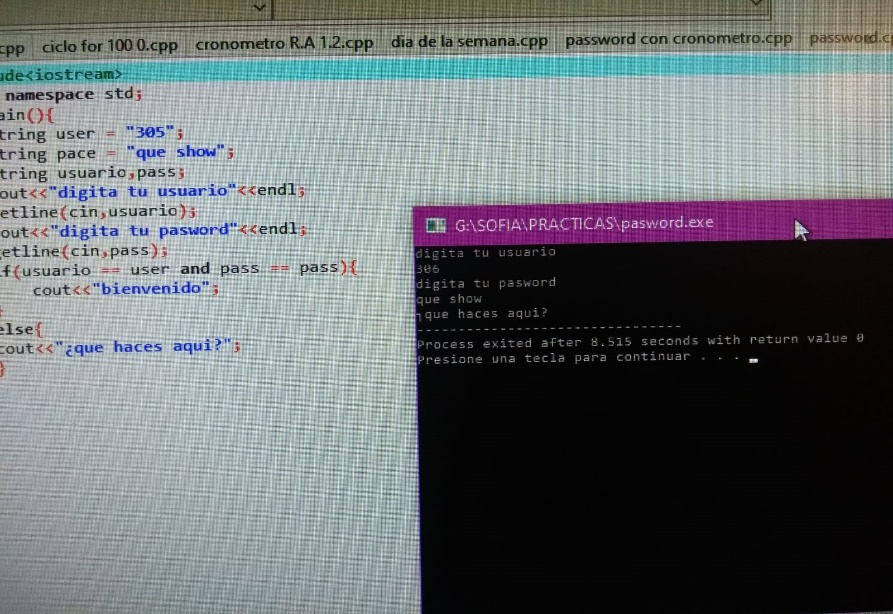 cpp ciclo for 100 0.cpp cronometro R.A 1.2.cpp dia de la semana.cpp password con cronometro.cpp password.c
ude<iostream>
namespace std;
ain(){
tring user = "305";
tring pace = "que show";
tring usuario,pass;
out<<"digita tu usuario"<<endl;
etline(cin,usuario);
out<<"digita tu pasword"<<endl;
etline(cin,pass);
f(usuario == user and pass == pass){
cout<<"bienvenido";
}
else{
cout<<"¿que haces aqui?";
}
G:\SOFIA\PRACTICAS\pasword.exe
digita tu usuario
306
digita tu pasword
que show
┐que haces aqui?
--------------------------------
Process exited after 8.515 seconds with return value 0
Presione una tecla para continuar . . .